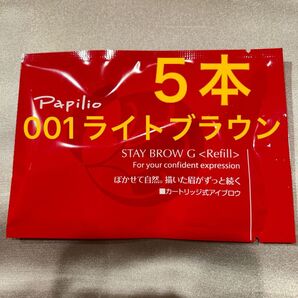 5本
Papilio
001ライトブラウン
STAY BROW G <Refill>
For your confident expression
ぼかせて自然。描いた眉がずっと続く
■カートリッジ式アイブロウ